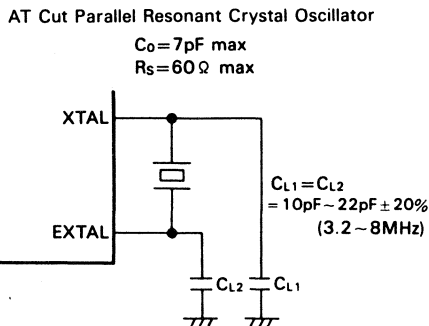 AT Cut Parallel Resonant Crystal Oscillator
Co=7pF max
Rs=60Ω max
XTAL
EXTAL
CL1=CL2
=10pF~22pF±20%
(3.2~8MHz)
CL2
CL1